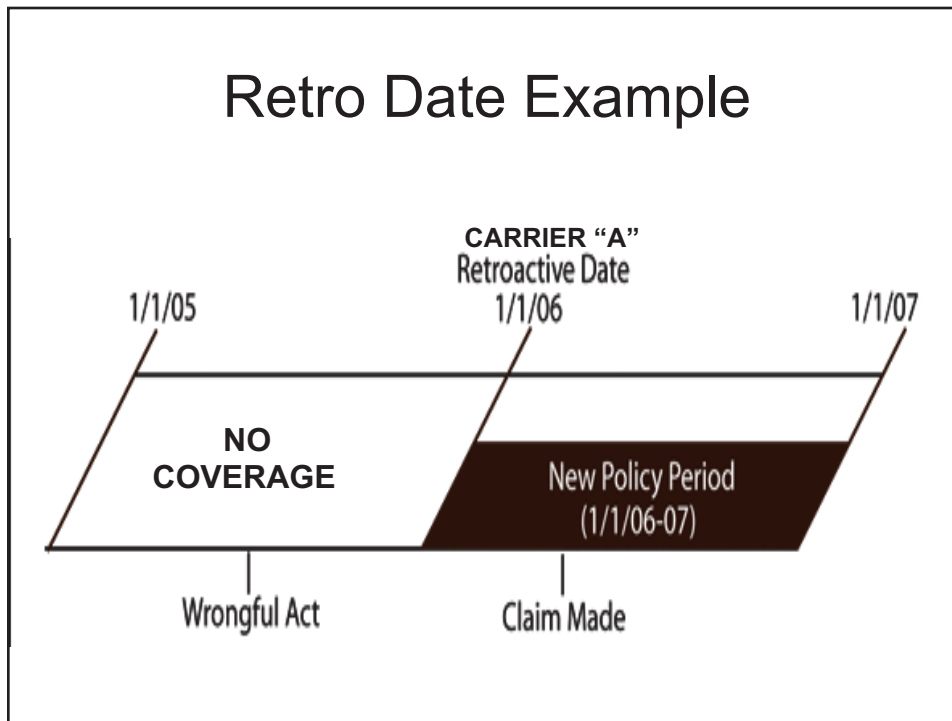 Retro Date Example
CARRIER “A”
Retroactive Date
1/1/05
1/1/06
1/1/07
NO
COVERAGE
New Policy Period
(1/1/06-07)
Wrongful Act
Claim Made